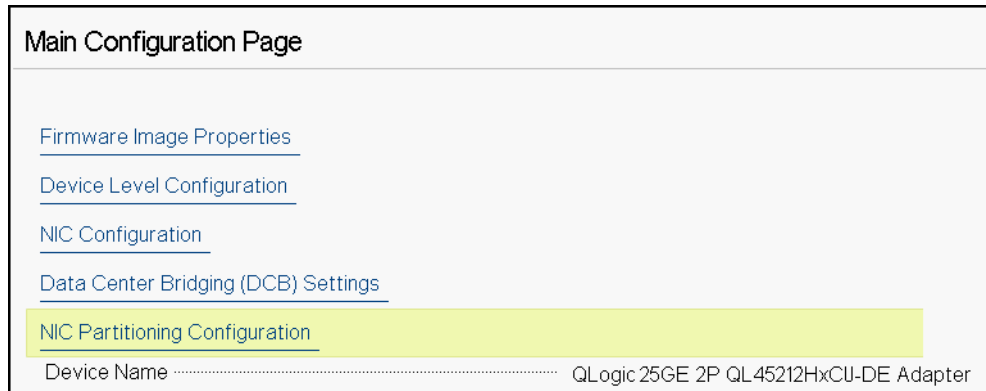 Main Configuration Page
Firmware Image Properties
Device Level Configuration
NIC Configuration
Data Center Bridging (DCB) Settings
NIC Partitioning Configuration
Device Name QLogic 25GE 2P QL45212HxCU-DE Adapter